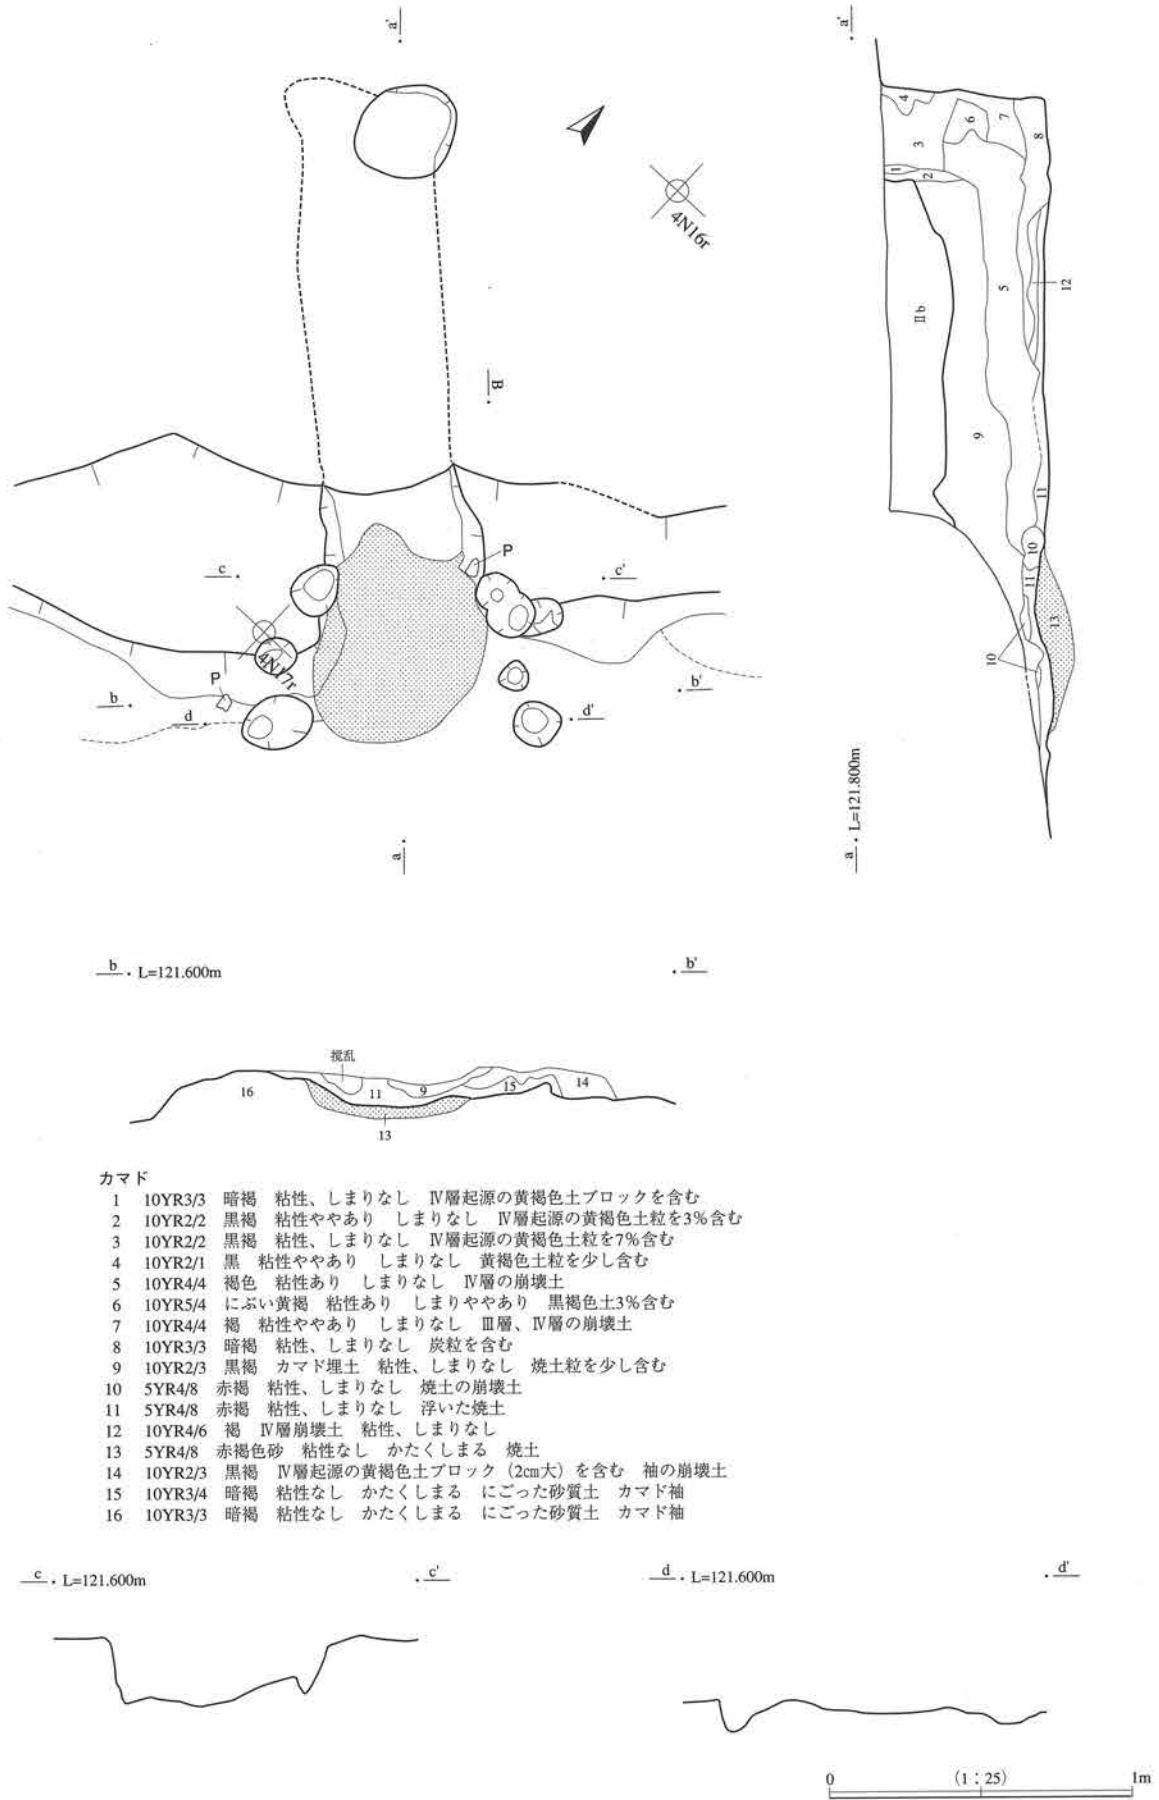 a'
a'
4N16r
B
4
3
1
2
6
7
8
5
12
Ⅱb
9
11
10
11
13
10
P
c
c'
4N17r
P
b
b'
d
d'
a
a
L=121.800m
b
L=121.600m
b'
攪乱
16
11
9
15
14
13
カマド
1 10YR3/3 暗褐 粘性、しまりなし Ⅳ層起源の黄褐色土ブロックを含む
2 10YR2/2 黒褐 粘性ややあり しまりなし Ⅳ層起源の黄褐色土粒を3%含む
3 10YR2/2 黒褐 粘性、しまりなし Ⅳ層起源の黄褐色土粒を7%含む
4 10YR2/1 黒 粘性ややあり しまりなし 黄褐色土粒を少し含む
5 10YR4/4 褐色 粘性あり しまりなし Ⅳ層の崩壊土
6 10YR5/4 にぶい黄褐 粘性あり しまりややあり 黒褐色土3%含む
7 10YR4/4 褐 粘性ややあり しまりなし Ⅲ層、Ⅳ層の崩壊土
8 10YR3/3 暗褐 粘性、しまりなし 炭粒を含む
9 10YR2/3 黒褐 カマド埋土 粘性、しまりなし 焼土粒を少し含む
10 5YR4/8 赤褐 粘性、しまりなし 焼土の崩壊土
11 5YR4/8 赤褐 粘性、しまりなし 浮いた焼土
12 10YR4/6 褐 Ⅳ層崩壊土 粘性、しまりなし
13 5YR4/8 赤褐色砂 粘性なし かたくしまる 焼土
14 10YR2/3 黒褐 Ⅳ層起源の黄褐色土ブロック（2cm大）を含む 袖の崩壊土
15 10YR3/4 暗褐 粘性なし かたくしまる にごった砂質土 カマド袖
16 10YR3/3 暗褐 粘性なし かたくしまる にごった砂質土 カマド袖
c
L=121.600m
c'
d
L=121.600m
d'
0 (1：25) 1m